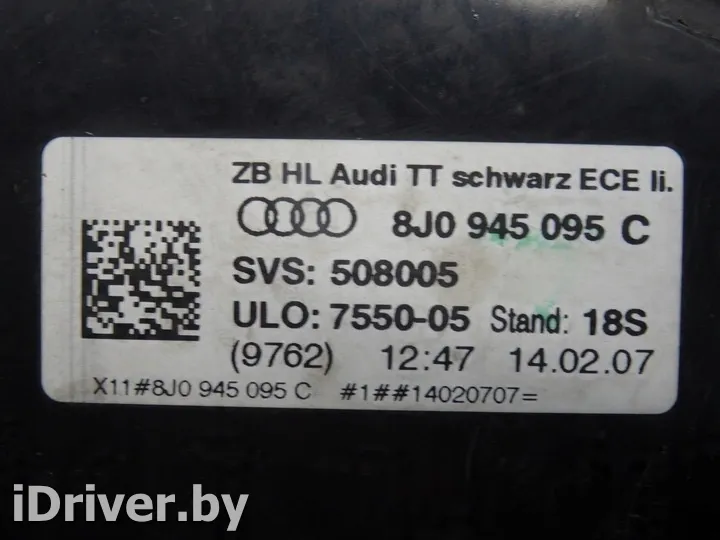 ZB HL Audi TT schwarz ECE li.
8J0 945 095 C
SVS: 508005
ULO: 7550-05 Stand: 18S
(9762) 12:47 14.02.07
X11#8J0 945 095 C #1##14020707=
iDriver.by